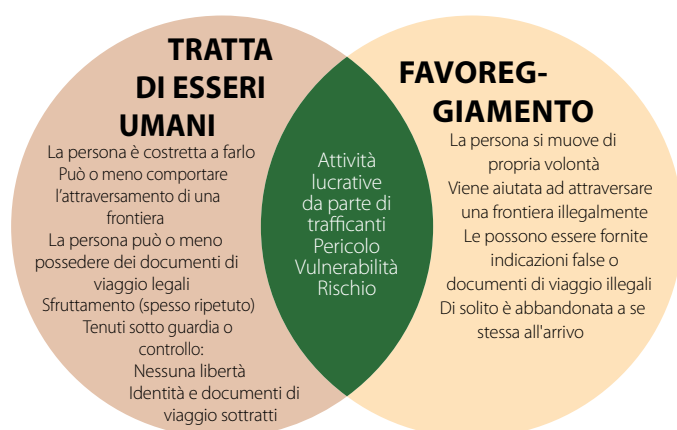 TRATTA
DI ESSERI
UMANI
La persona è costretta a farlo
Può o meno comportare
l'attraversamento di una
frontiera
La persona può o meno
possedere dei documenti di
viaggio legali
Sfruttamento (spesso ripetuto)
Tenuti sotto guardia o
controllo:
Nessuna libertà
Identità e documenti di
viaggio sottratti
Attività
lucrative
da parte di
trafficanti
Pericolo
Vulnerabilità
Rischio
FAVOREG-
GIAMENTO
La persona si muove di
propria volontà
Viene aiutata ad attraversare
una frontiera illegalmente
Le possono essere fornite
indicazioni false o
documenti di viaggio illegali
Di solito è abbandonata a se
stessa all'arrivo